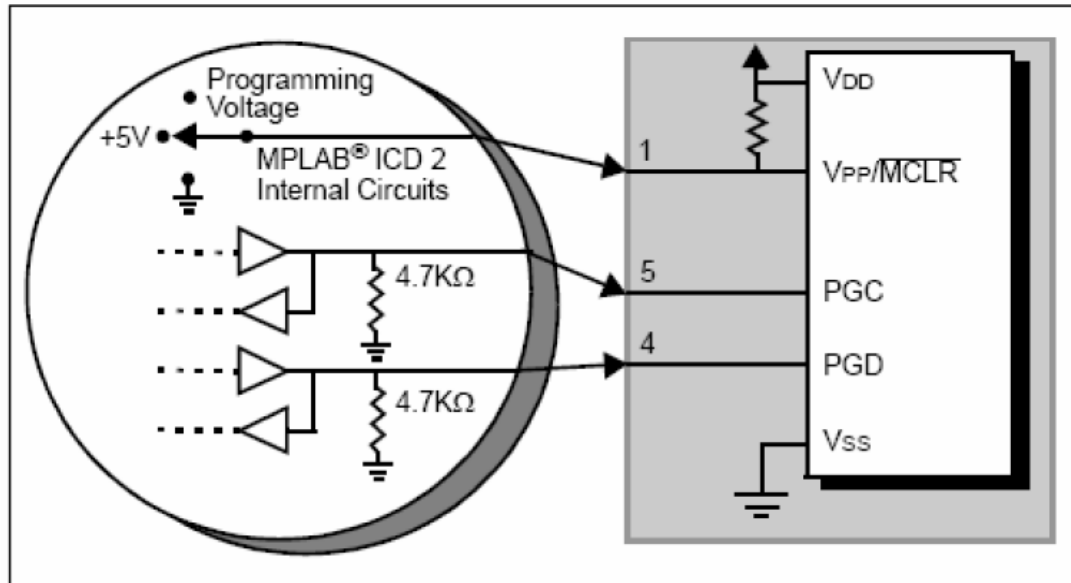 Programming
Voltage
+5V
MPLAB® ICD 2
Internal Circuits
4.7KΩ
4.7KΩ
1
5
4
VDD
VPP/MCLR
PGC
PGD
VSS